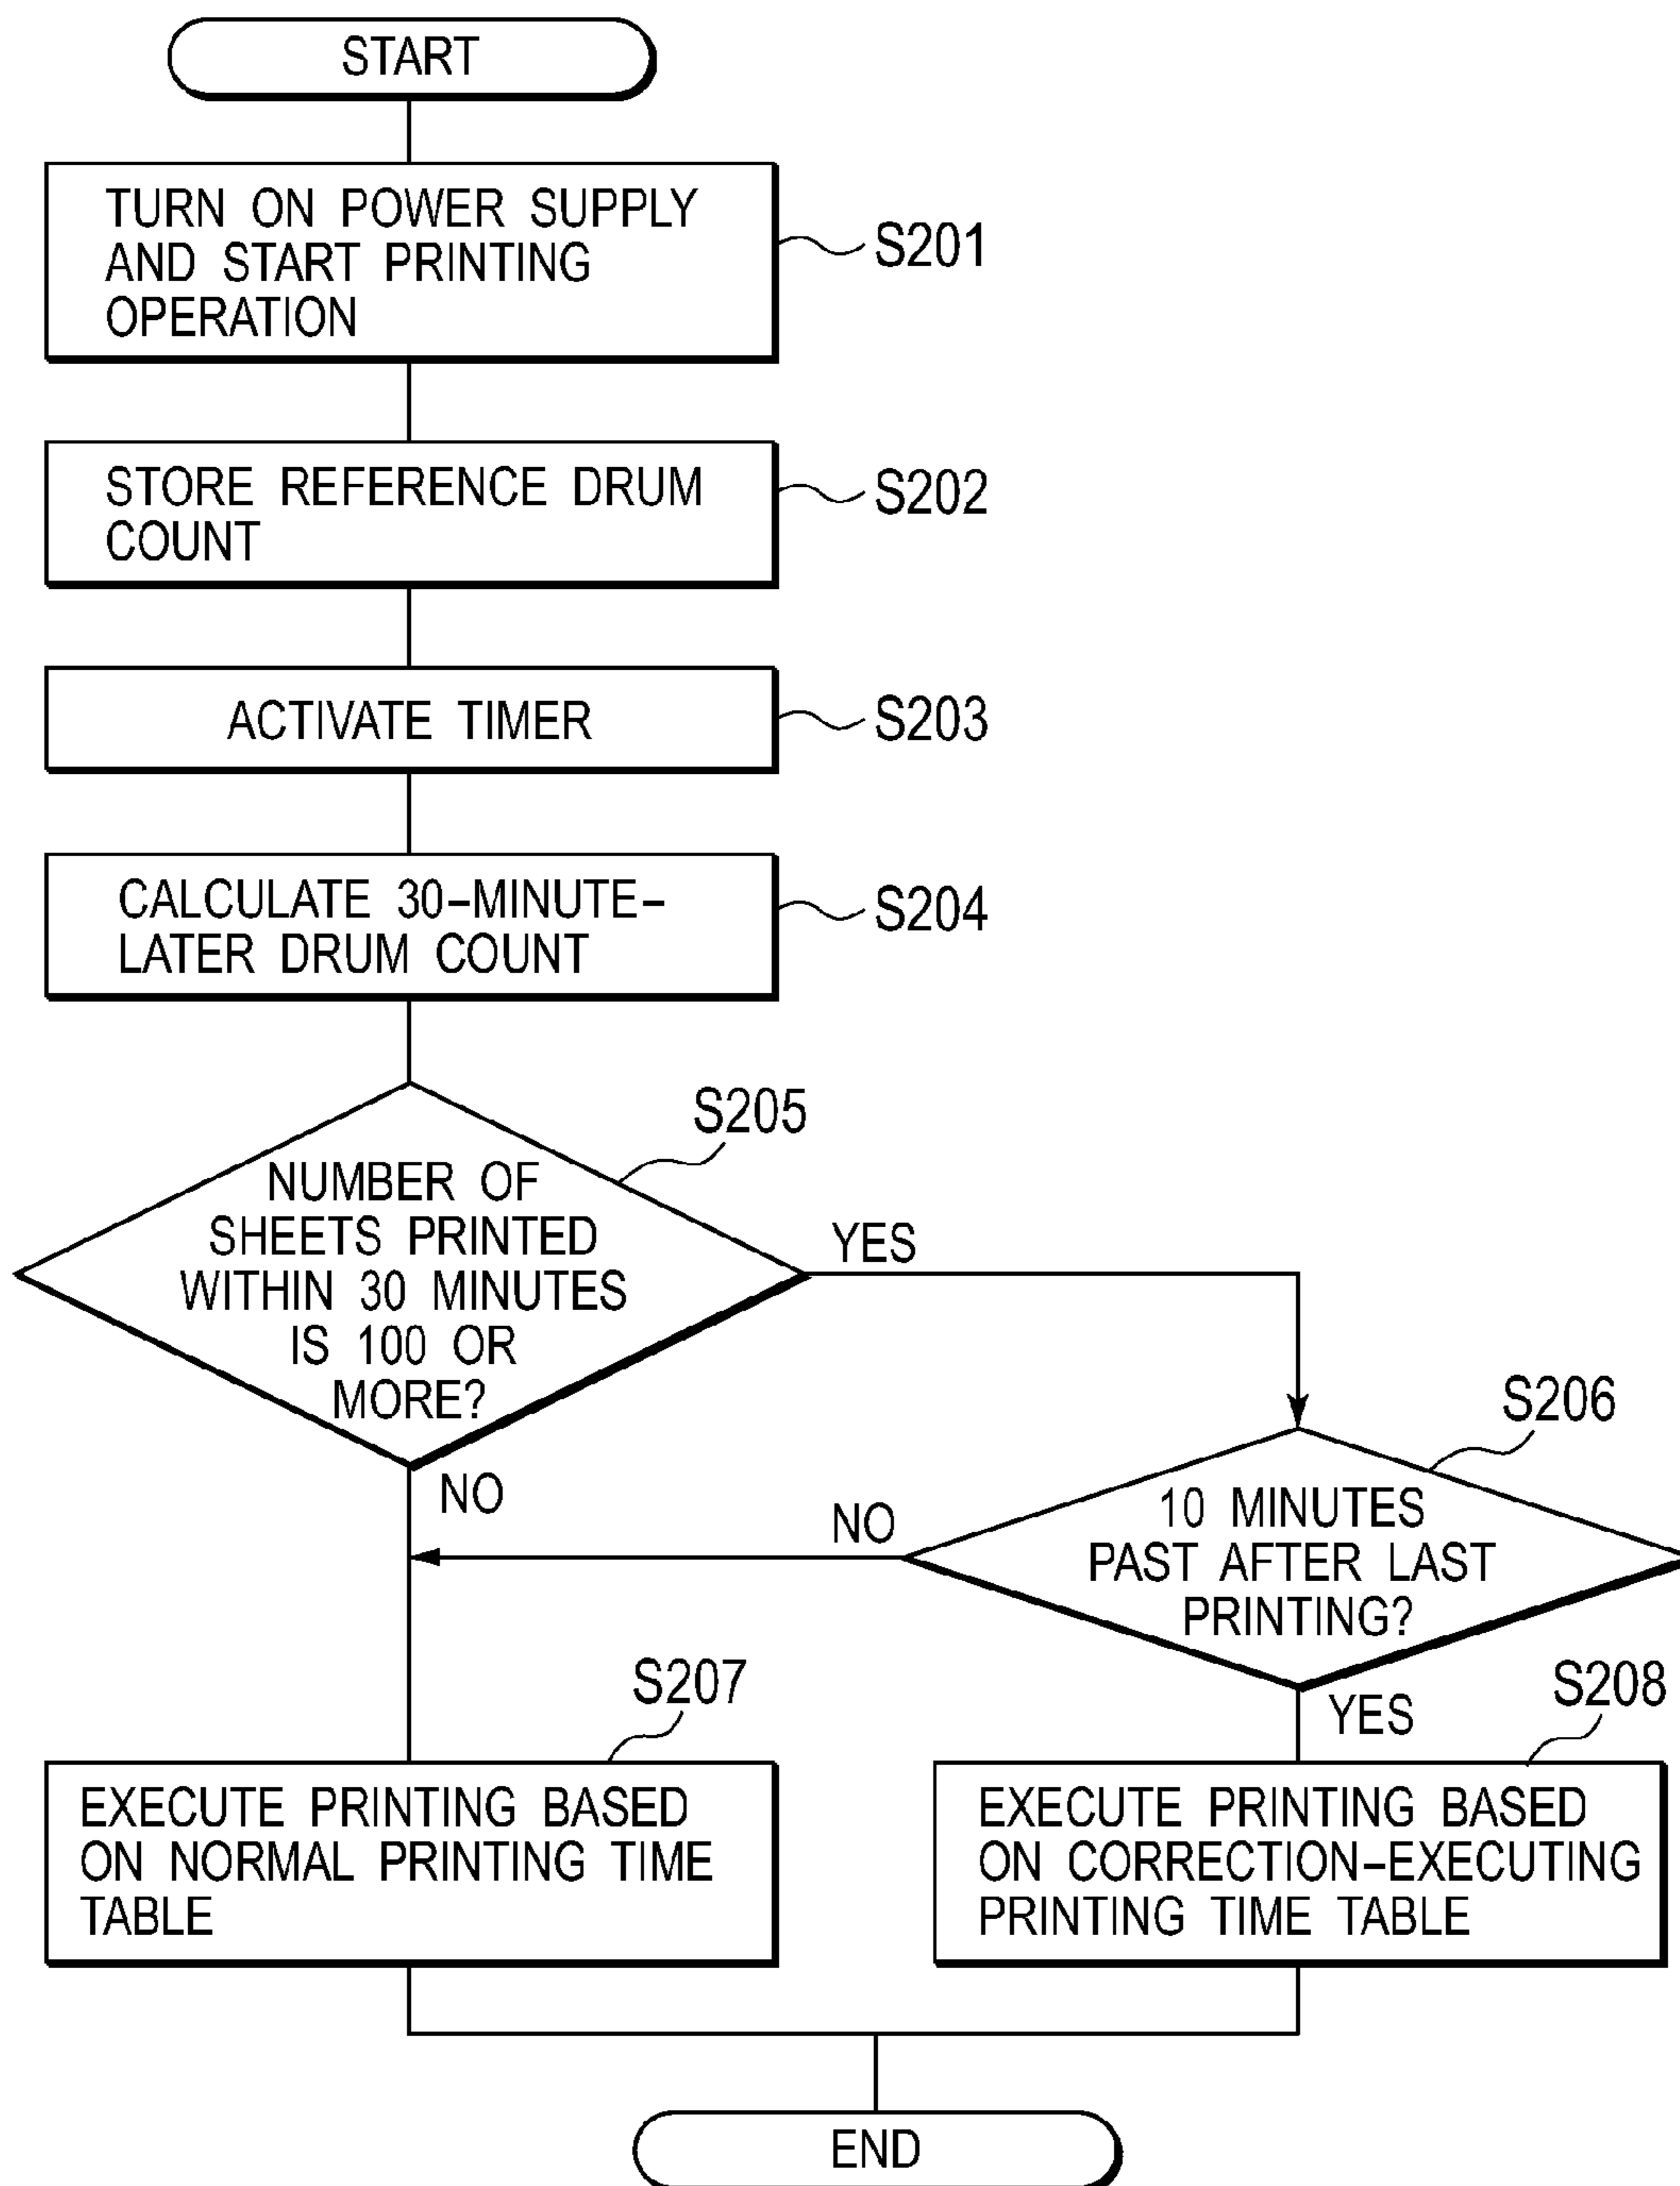 START
TURN ON POWER SUPPLY
AND START PRINTING
OPERATION
S201
STORE REFERENCE DRUM
COUNT
S202
ACTIVATE TIMER
S203
CALCULATE 30-MINUTE-
LATER DRUM COUNT
S204
S205
NUMBER OF
SHEETS PRINTED
WITHIN 30 MINUTES
IS 100 OR
MORE?
YES
NO
S206
10 MINUTES
PAST AFTER LAST
PRINTING?
NO
YES
S207
EXECUTE PRINTING BASED
ON NORMAL PRINTING TIME
TABLE
S208
EXECUTE PRINTING BASED
ON CORRECTION-EXECUTING
PRINTING TIME TABLE
END